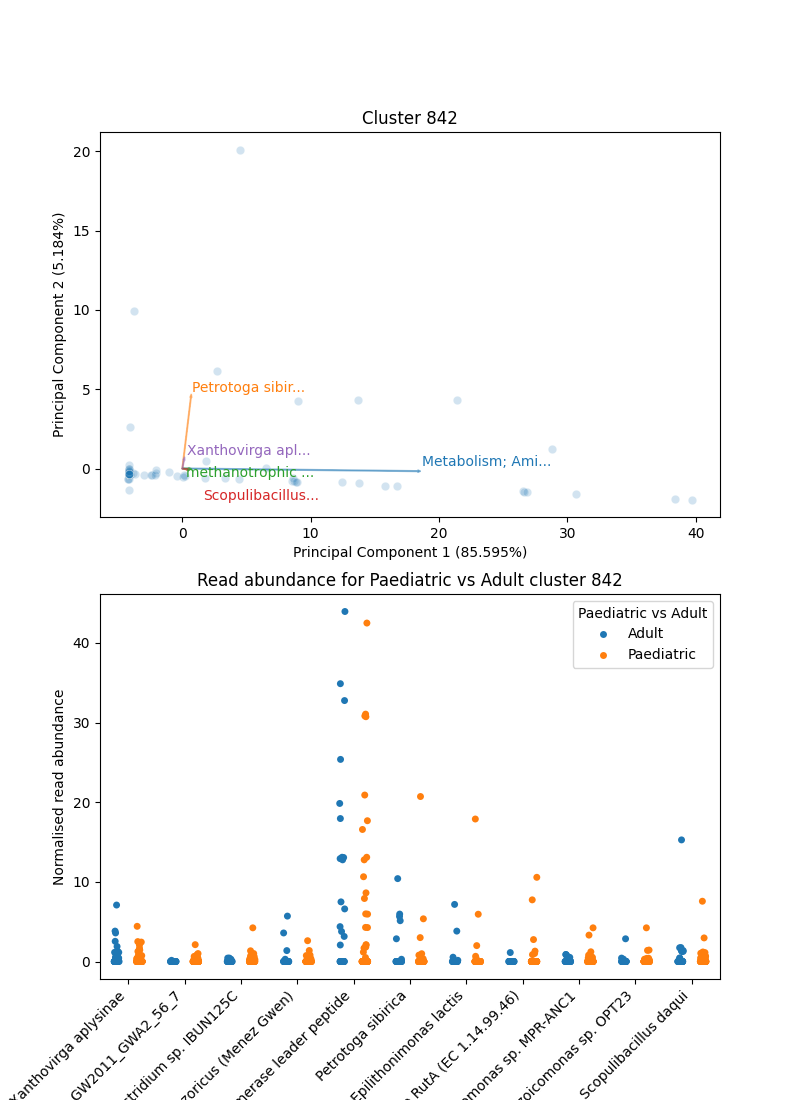 Cluster 842
20
15
10
5
0
Principal Component 2 (5.184%)
Petrotoga sibir...
Xanthovirga apl...
Metabolism; Ami...
methanotrophic ...
Scopulibacillus...
0 10 20 30 40
Principal Component 1 (85.595%)
Read abundance for Paediatric vs Adult cluster 842
Paediatric vs Adult
Adult
Paediatric
40
30
20
10
0
Normalised read abundance
Xanthovirga aplysinae
GW2011_GWA2_56_7
stridium sp. IBUN125C
zoricus (Menez Gwen)
merase leader peptide
Petrotoga sibirica
Epilithonimonas lactis
RutA (EC 1.14.99.46)
omonas sp. MPR-ANC1
zoicomonas sp. OPT23
Scopulibacillus daqui